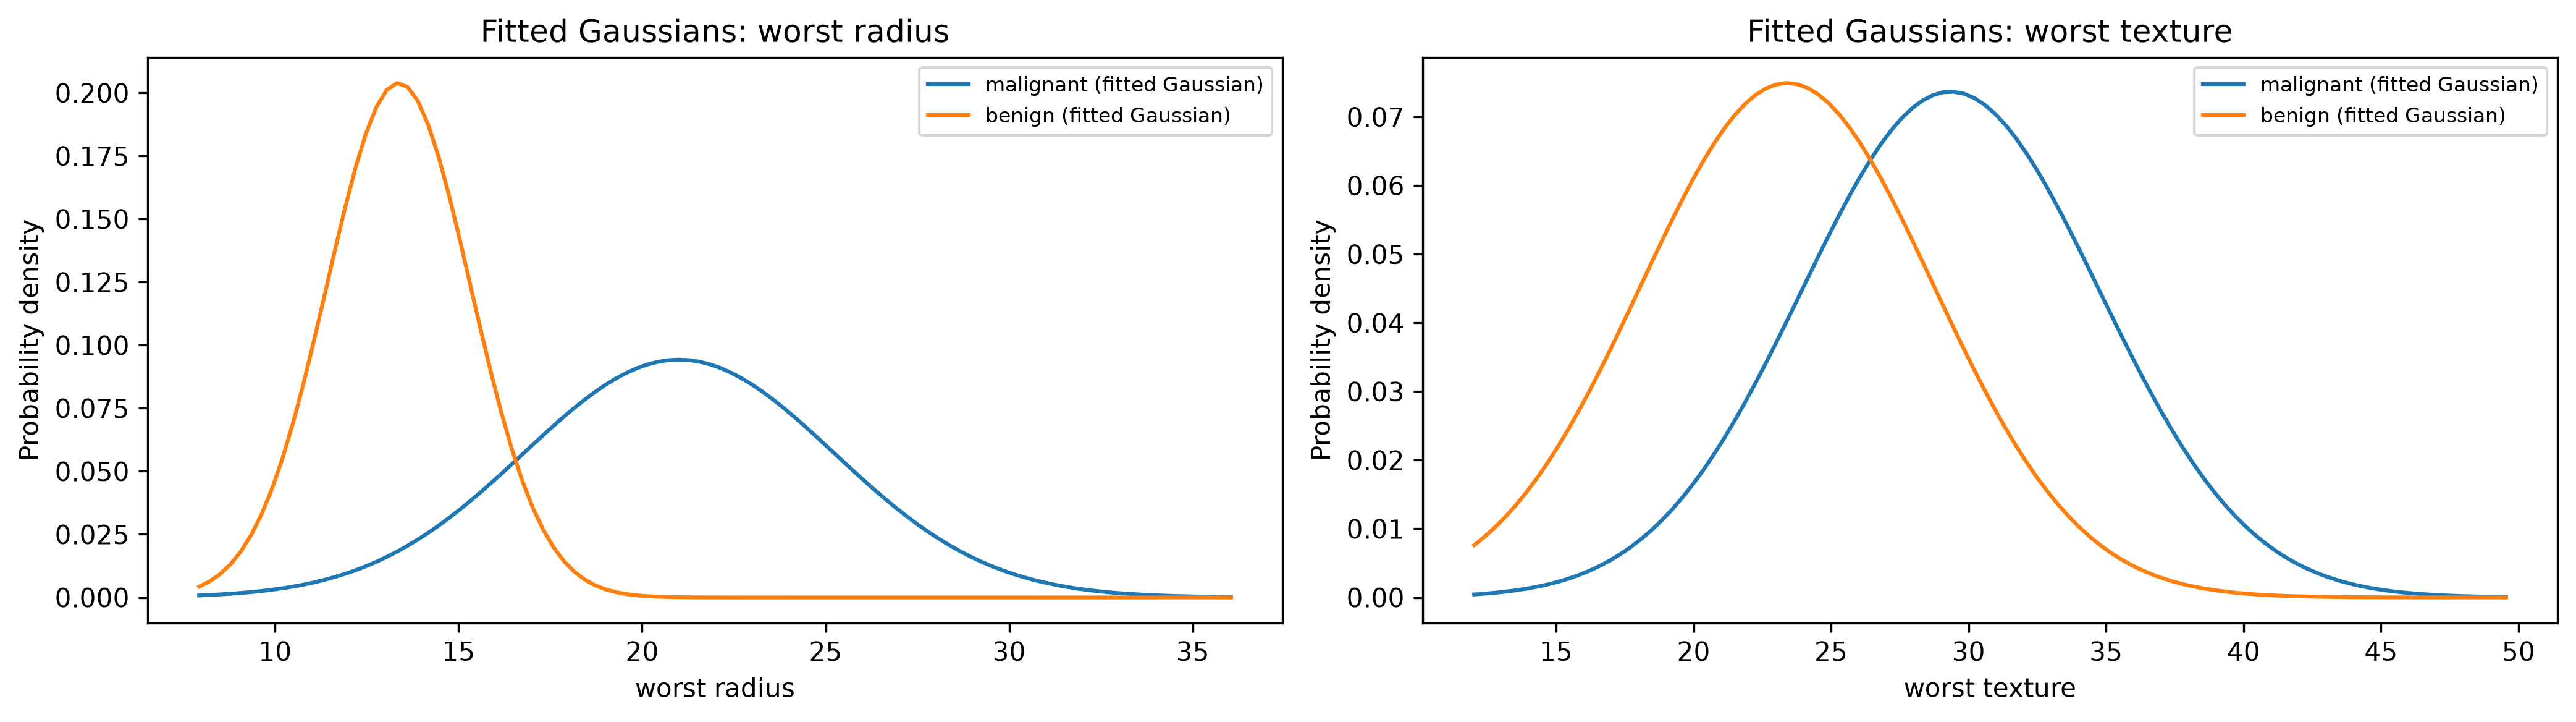 Fitted Gaussians: worst radius
malignant (fitted Gaussian)
benign (fitted Gaussian)
Probability density
0.200
0.175
0.150
0.125
0.100
0.075
0.050
0.025
0.000
10 15 20 25 30 35
worst radius
Fitted Gaussians: worst texture
malignant (fitted Gaussian)
benign (fitted Gaussian)
Probability density
0.07
0.06
0.05
0.04
0.03
0.02
0.01
0.00
15 20 25 30 35 40 45 50
worst texture